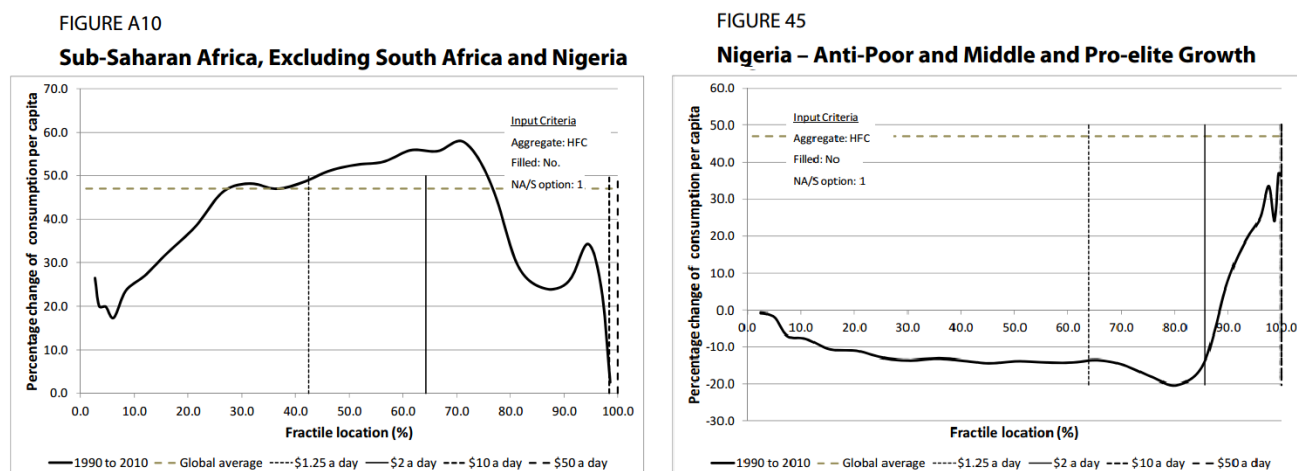 FIGURE A10
Sub-Saharan Africa, Excluding South Africa and Nigeria
Percentage change of consumption per capita
70.0
60.0
50.0
40.0
30.0
20.0
10.0
0.0
Input Criteria
Aggregate: HFC
Filled: No.
NA/S option: 1
0.0 10.0 20.0 30.0 40.0 50.0 60.0 70.0 80.0 90.0 100.0
Fractile location (%)
1990 to 2010 Global average $1.25 a day $2 a day $10 a day $50 a day
FIGURE 45
Nigeria – Anti-Poor and Middle and Pro-elite Growth
Percentage change of consumption per capita
60.0
50.0
40.0
30.0
20.0
10.0
0.0
-10.0
-20.0
-30.0
Input Criteria
Aggregate: HFC
Filled: No
NA/S option: 1
0.0 10.0 20.0 30.0 40.0 50.0 60.0 70.0 80.0 90.0 100.0
Fractile location (%)
1990 to 2010 Global average $1.25 a day $2 a day $10 a day $50 a day